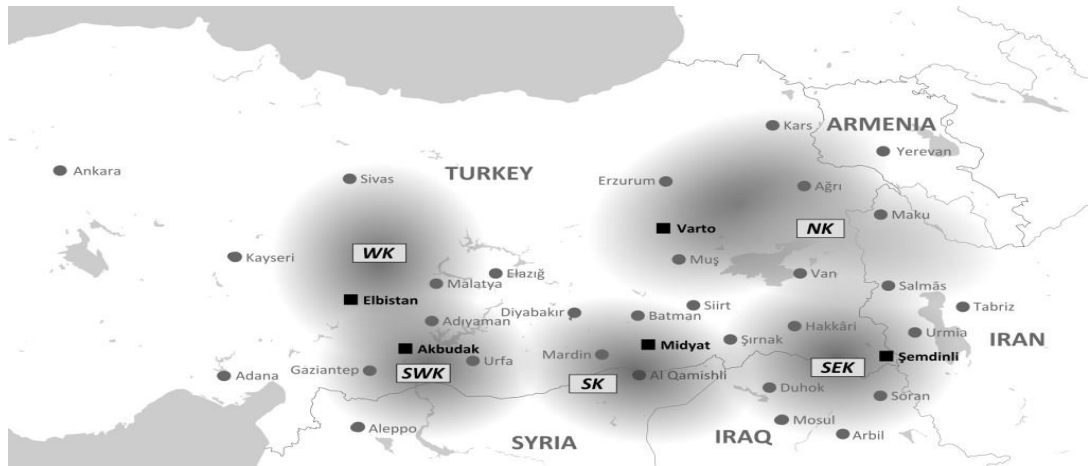 Kars
ARMENIA
Yerevan
Ankara
Sivas
TURKEY
Erzurum
Ağrı
Maku
Varto
NK
WK
Kayseri
Muş
Van
Elazığ
Malatya
Salmās
Elbistan
Tabriz
Siirt
Diyabakır
Batman
Adıyaman
Hakkâri
Urmia
IRAN
Şırnak
Akbudak
Midyat
Mardin
Şemdinli
Urfa
Gaziantep
SWK
SK
SEK
Adana
Al Qamishli
Duhok
Soran
Mosul
Aleppo
Arbil
SYRIA
IRAQ